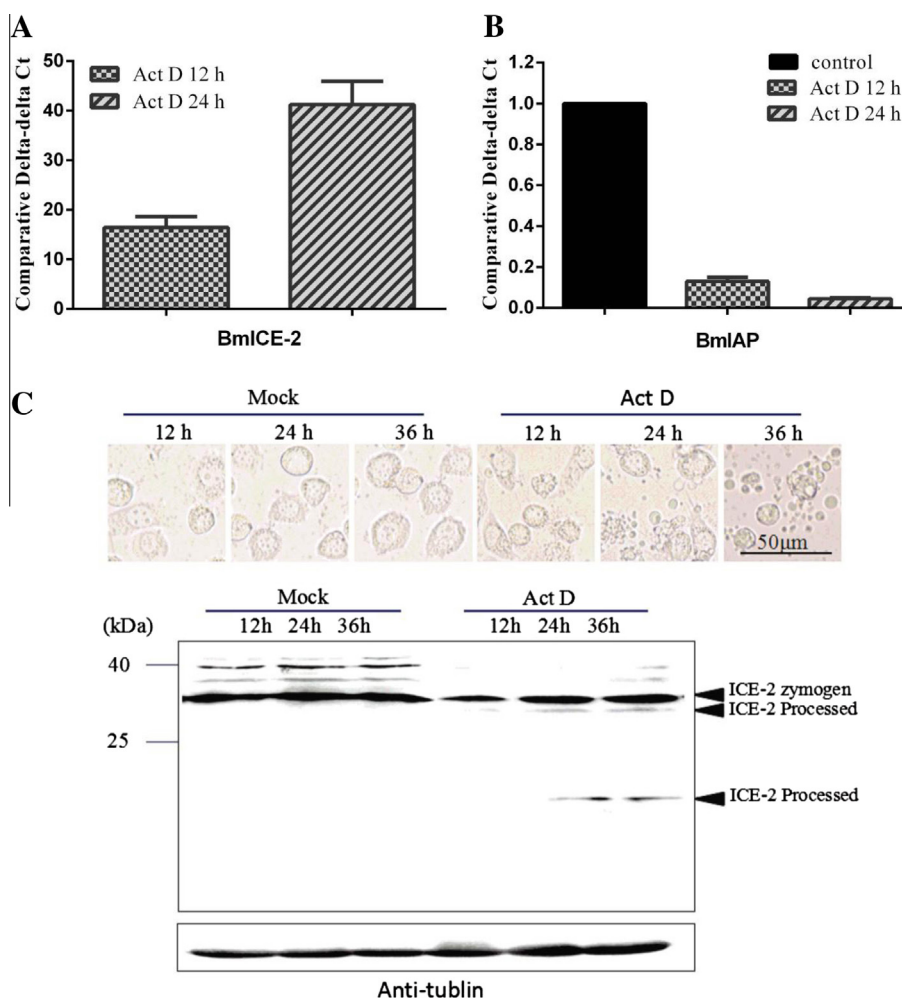 A
Comparative Delta-delta Ct
50
40
30
20
10
0
Act D 12 h
Act D 24 h
BmICE-2
B
Comparative Delta-delta Ct
1.2
1.0
0.8
0.6
0.4
0.2
0.0
control
Act D 12 h
Act D 24 h
BmIAP
C
Mock Act D
12 h 24 h 36 h 12 h 24 h 36 h
50μm
Mock Act D
(kDa) 12h 24h 36h 12h 24h 36h
40
ICE-2 zymogen
ICE-2 Processed
25
ICE-2 Processed
Anti-tublin